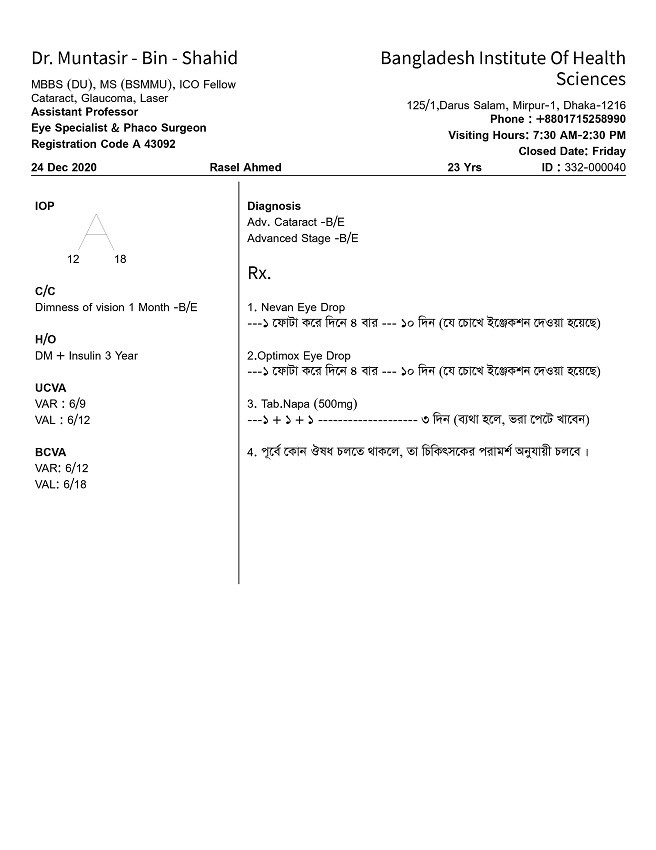 Dr. Muntasir - Bin - Shahid
MBBS (DU), MS (BSMMU), ICO Fellow
Cataract, Glaucoma, Laser
Assistant Professor
Eye Specialist & Phaco Surgeon
Registration Code A 43092
Bangladesh Institute Of Health
Sciences
125/1,Darus Salam, Mirpur-1, Dhaka-1216
Phone : +8801715258990
Visiting Hours: 7:30 AM-2:30 PM
Closed Date: Friday
24 Dec 2020 Rasel Ahmed 23 Yrs ID : 332-000040
IOP
12 18
C/C
Dimness of vision 1 Month -B/E
H/O
DM + Insulin 3 Year
UCVA
VAR : 6/9
VAL : 6/12
BCVA
VAR: 6/12
VAL: 6/18
Diagnosis
Adv. Cataract -B/E
Advanced Stage -B/E
Rx.
1. Nevan Eye Drop
---১ ফোটা করে দিনে ৪ বার --- ১০ দিন (যে চোখে ইঞ্জেকশন দেওয়া হয়েছে)
2.Optimox Eye Drop
---১ ফোটা করে দিনে ৪ বার --- ১০ দিন (যে চোখে ইঞ্জেকশন দেওয়া হয়েছে)
3. Tab.Napa (500mg)
---১ + ১ + ১ -------------------- ৩ দিন (ব্যথা হলে, ভরা পেটে খাবেন)
4. পূর্বে কোন ঔষধ চলতে থাকলে, তা চিকিৎসকের পরামর্শ অনুযায়ী চলবে ।